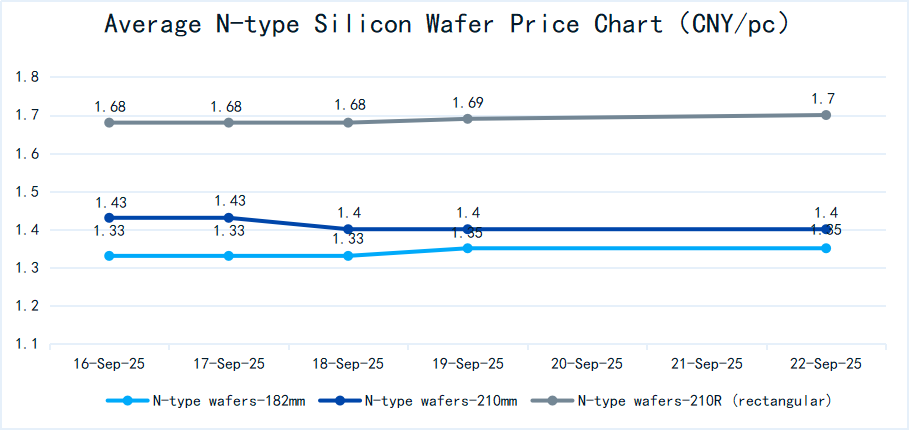 Average N-type Silicon Wafer Price Chart (CNY/pc)
1.8
1.7
1.6
1.5
1.4
1.3
1.2
1.1
1.68 1.68 1.68 1.69 1.7
1.43 1.43 1.4 1.4 1.4
1.33 1.33 1.33 1.35 1.35
16-Sep-25 17-Sep-25 18-Sep-25 19-Sep-25 20-Sep-25 21-Sep-25 22-Sep-25
N-type wafers-182mm N-type wafers-210mm N-type wafers-210R (rectangular)